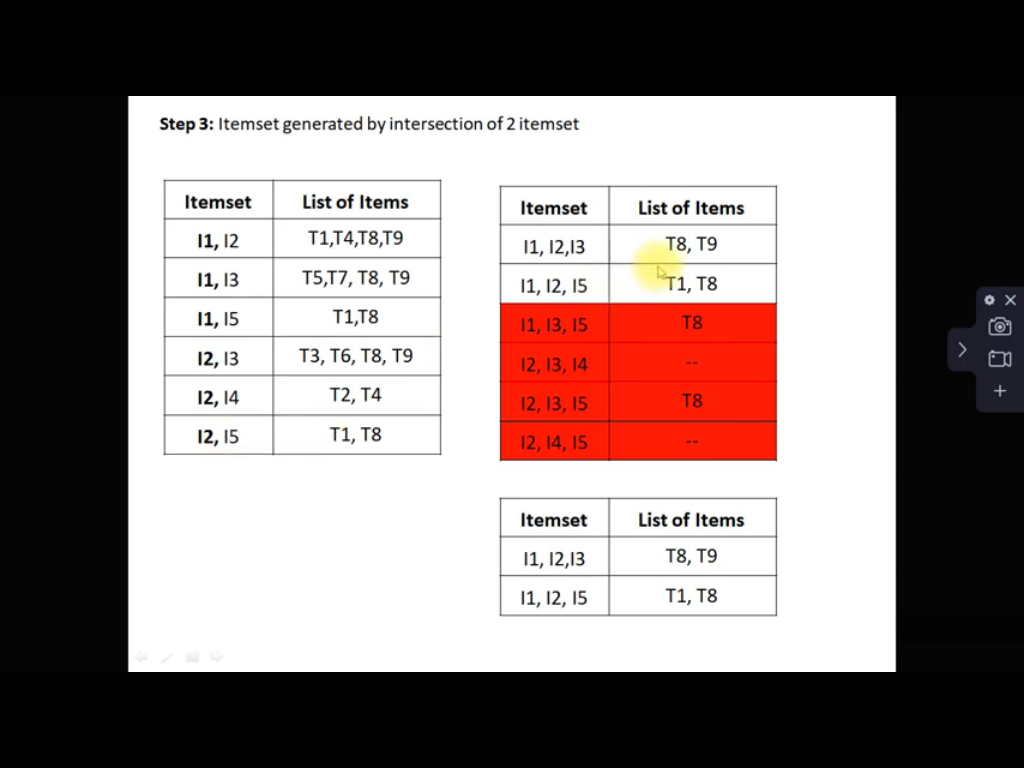 Step 3: Itemset generated by intersection of 2 itemset
Itemset List of Items
I1, I2 T1,T4,T8,T9
I1, I3 T5,T7, T8, T9
I1, I5 T1,T8
I2, I3 T3, T6, T8, T9
I2, I4 T2, T4
I2, I5 T1, T8
Itemset List of Items
I1, I2,I3 T8, T9
I1, I2, I5 T1, T8
I1, I3, I5 T8
I2, I3, I4 --
I2, I3, I5 T8
I2, I4, I5 --
Itemset List of Items
I1, I2,I3 T8, T9
I1, I2, I5 T1, T8